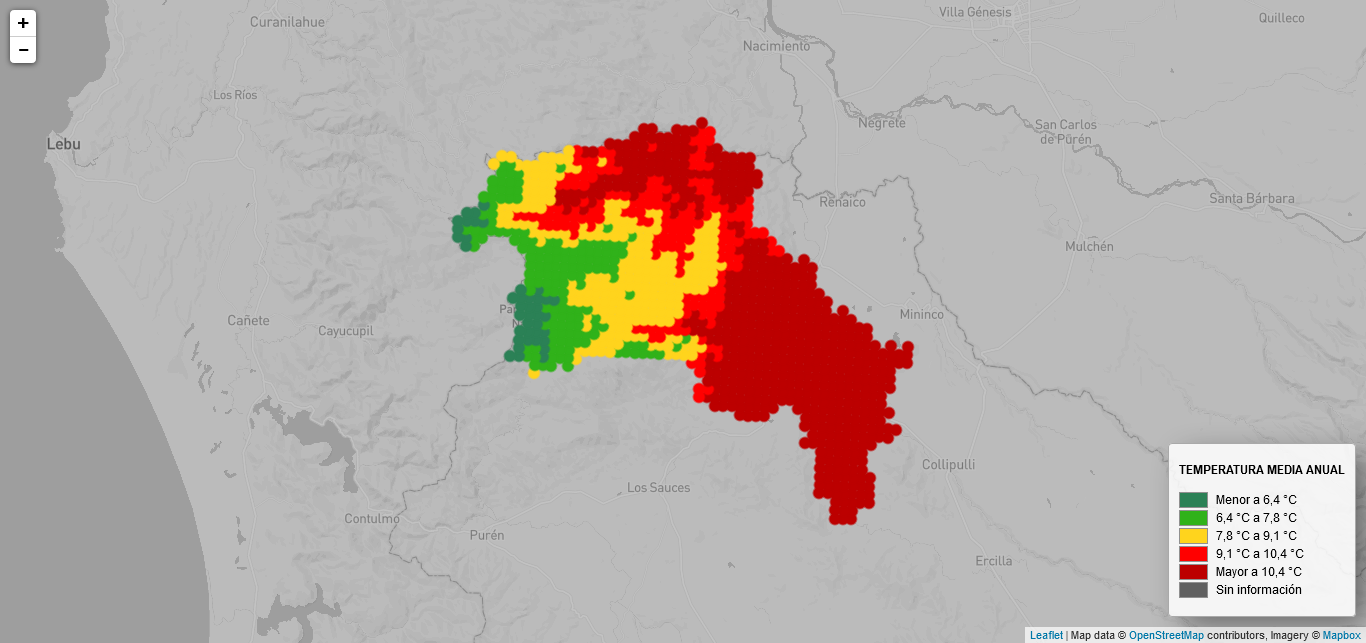 +
−
Curanilahue
Villa Génesis
Quilleco
Nacimiento
Los Ríos
Negrete
San Carlos
de Purén
Lebu
Renaico
Santa Bárbara
Mulchén
Cañete
Cayucupil
Mininco
Collipulli
Los Sauces
Contulmo
Purén
Ercilla
TEMPERATURA MEDIA ANUAL
Menor a 6,4 °C
6,4 °C a 7,8 °C
7,8 °C a 9,1 °C
9,1 °C a 10,4 °C
Mayor a 10,4 °C
Sin información
Leaflet | Map data © OpenStreetMap contributors, Imagery © Mapbox